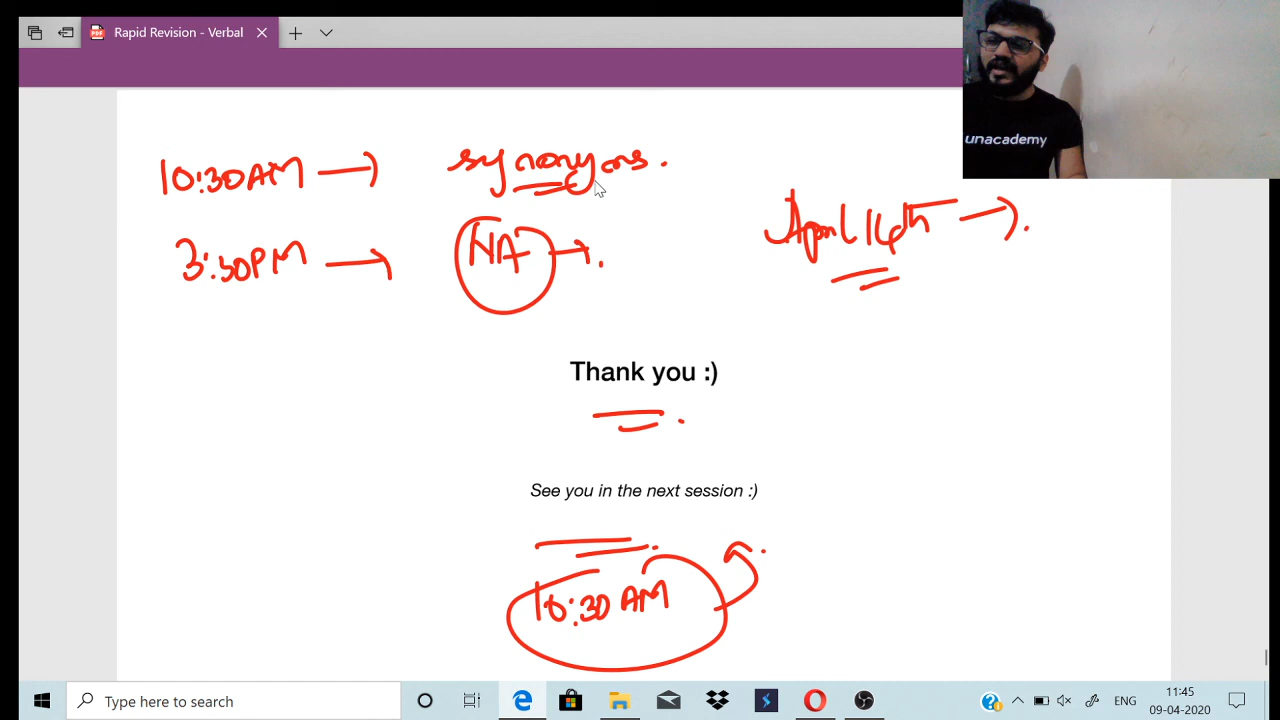 Rapid Revision - Verbal
unacademy
10:30AM → synonyms.
3:30PM → NA →.
April 14th →.
Thank you :)
See you in the next session :)
10:30 AM
Type here to search
ENG
11:45
09-04-2020